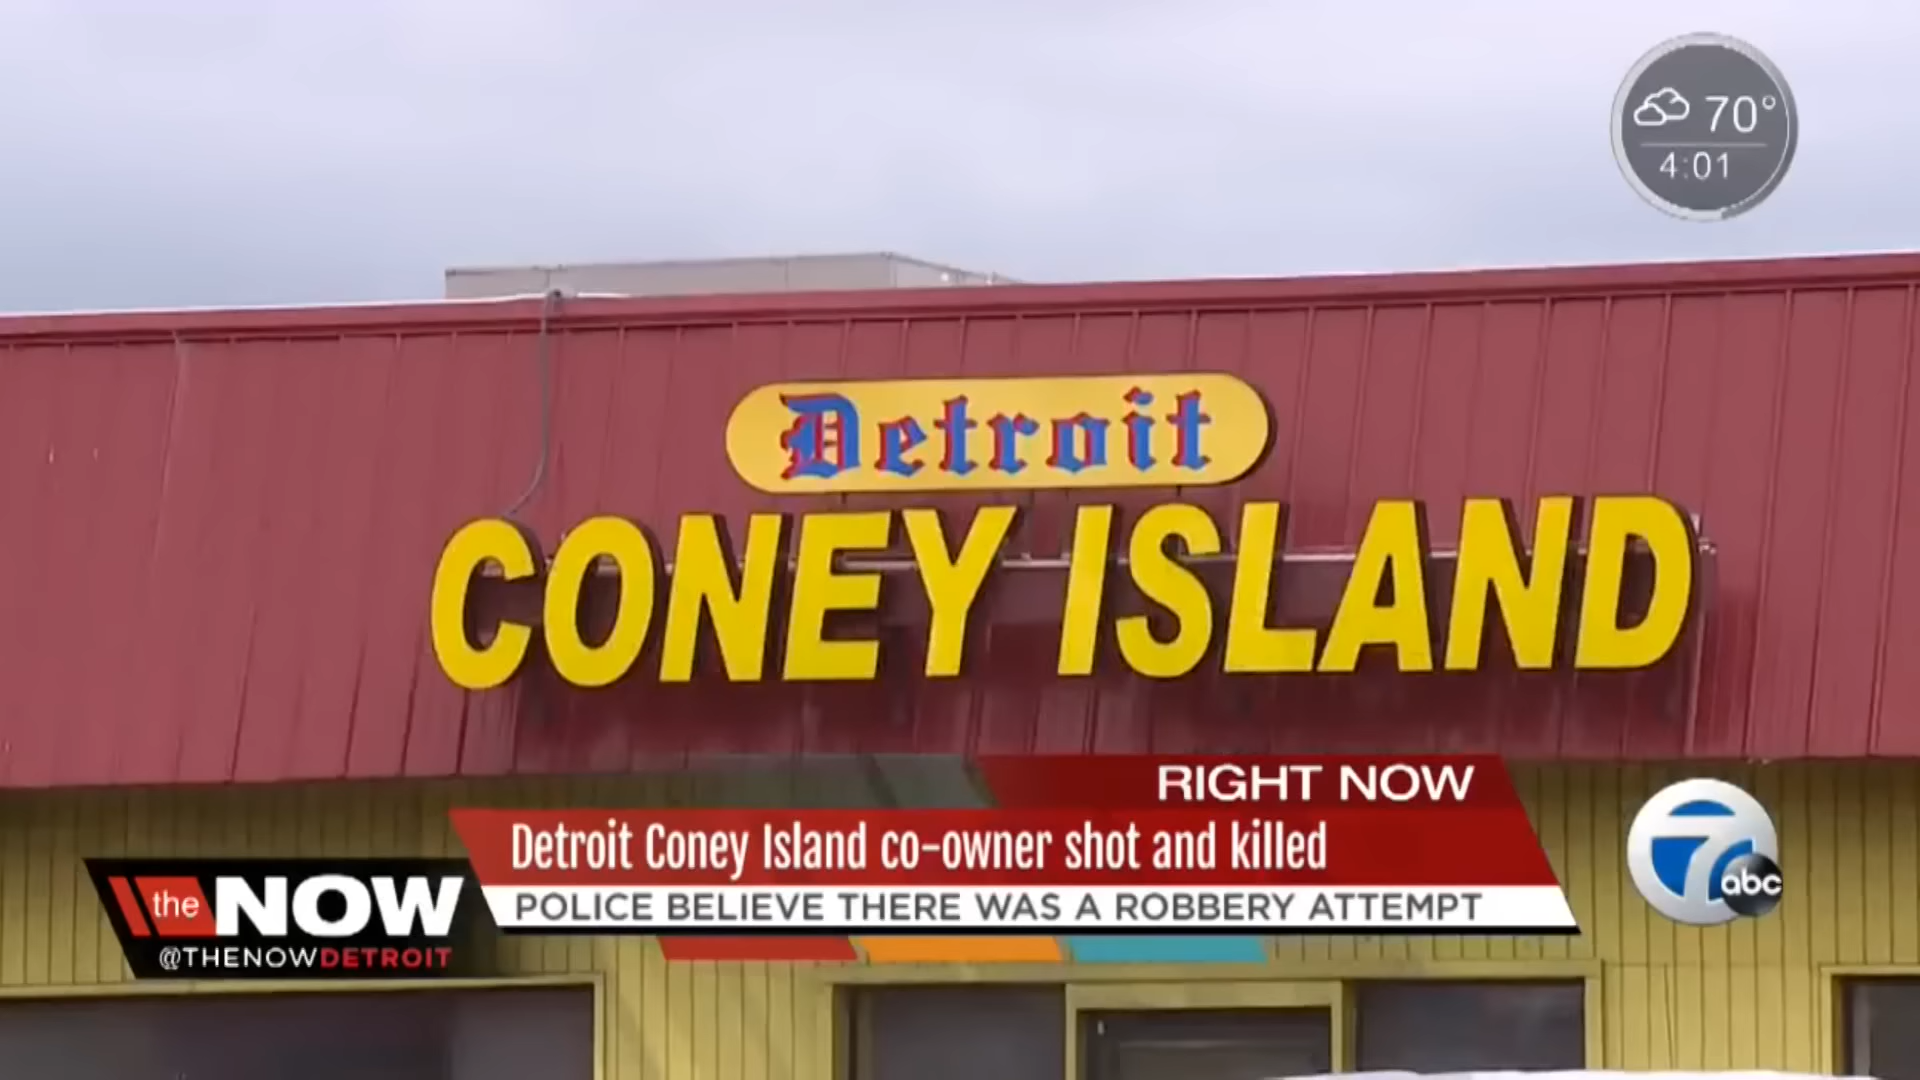 70°
4:01
Detroit
CONEY ISLAND
RIGHT NOW
Detroit Coney Island co-owner shot and killed
POLICE BELIEVE THERE WAS A ROBBERY ATTEMPT
the NOW
@THENOWDETROIT
7
abc